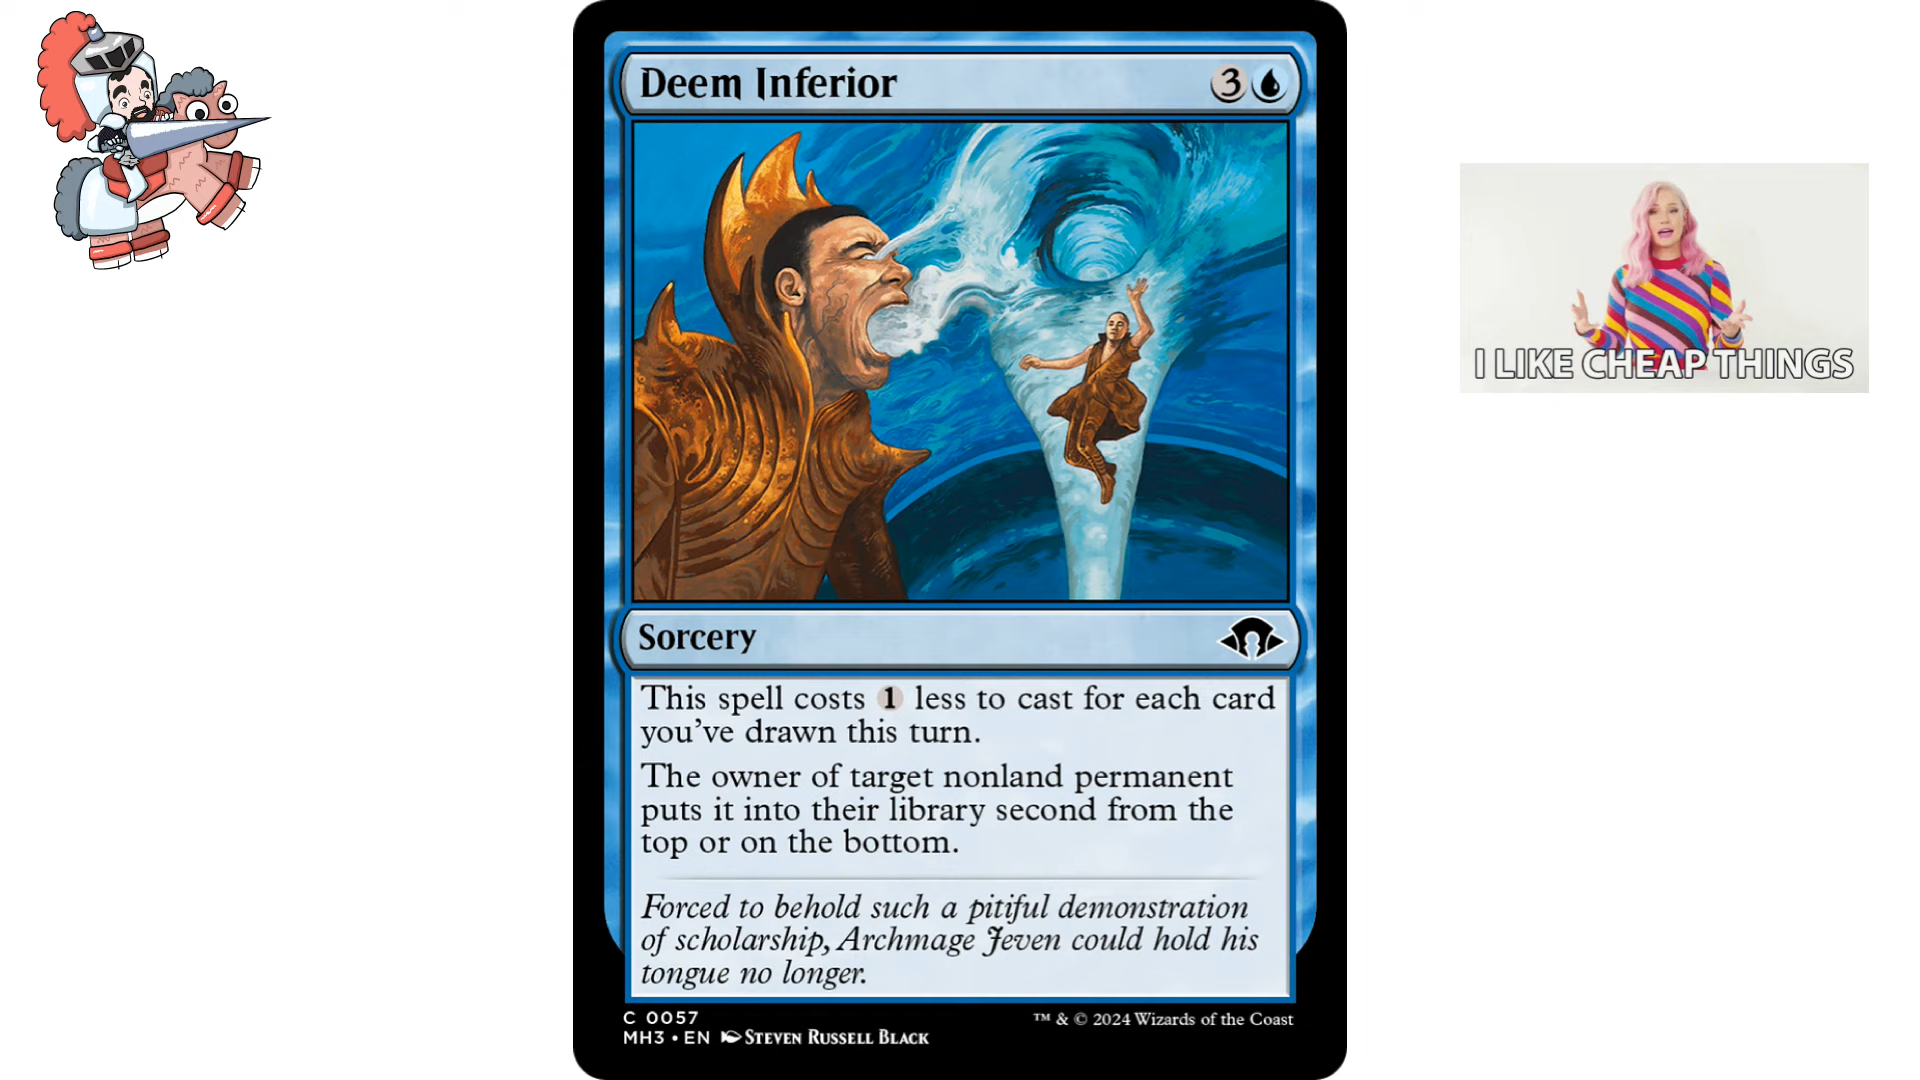 Deem Inferior
3
I LIKE CHEAP THINGS
Sorcery
This spell costs 1 less to cast for each card
you've drawn this turn.
The owner of target nonland permanent
puts it into their library second from the
top or on the bottom.
Forced to behold such a pitiful demonstration
of scholarship, Archmage Jeven could hold his
tongue no longer.
C 0057
MH3 • EN STEVEN RUSSELL BLACK
™ & © 2024 Wizards of the Coast